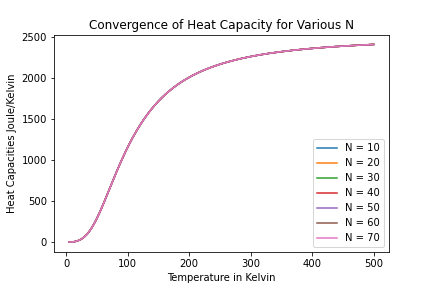 Convergence of Heat Capacity for Various N
Heat Capacities Joule/Kelvin
2500
2000
1500
1000
500
0
0
100
200
300
400
500
Temperature in Kelvin
N = 10
N = 20
N = 30
N = 40
N = 50
N = 60
N = 70